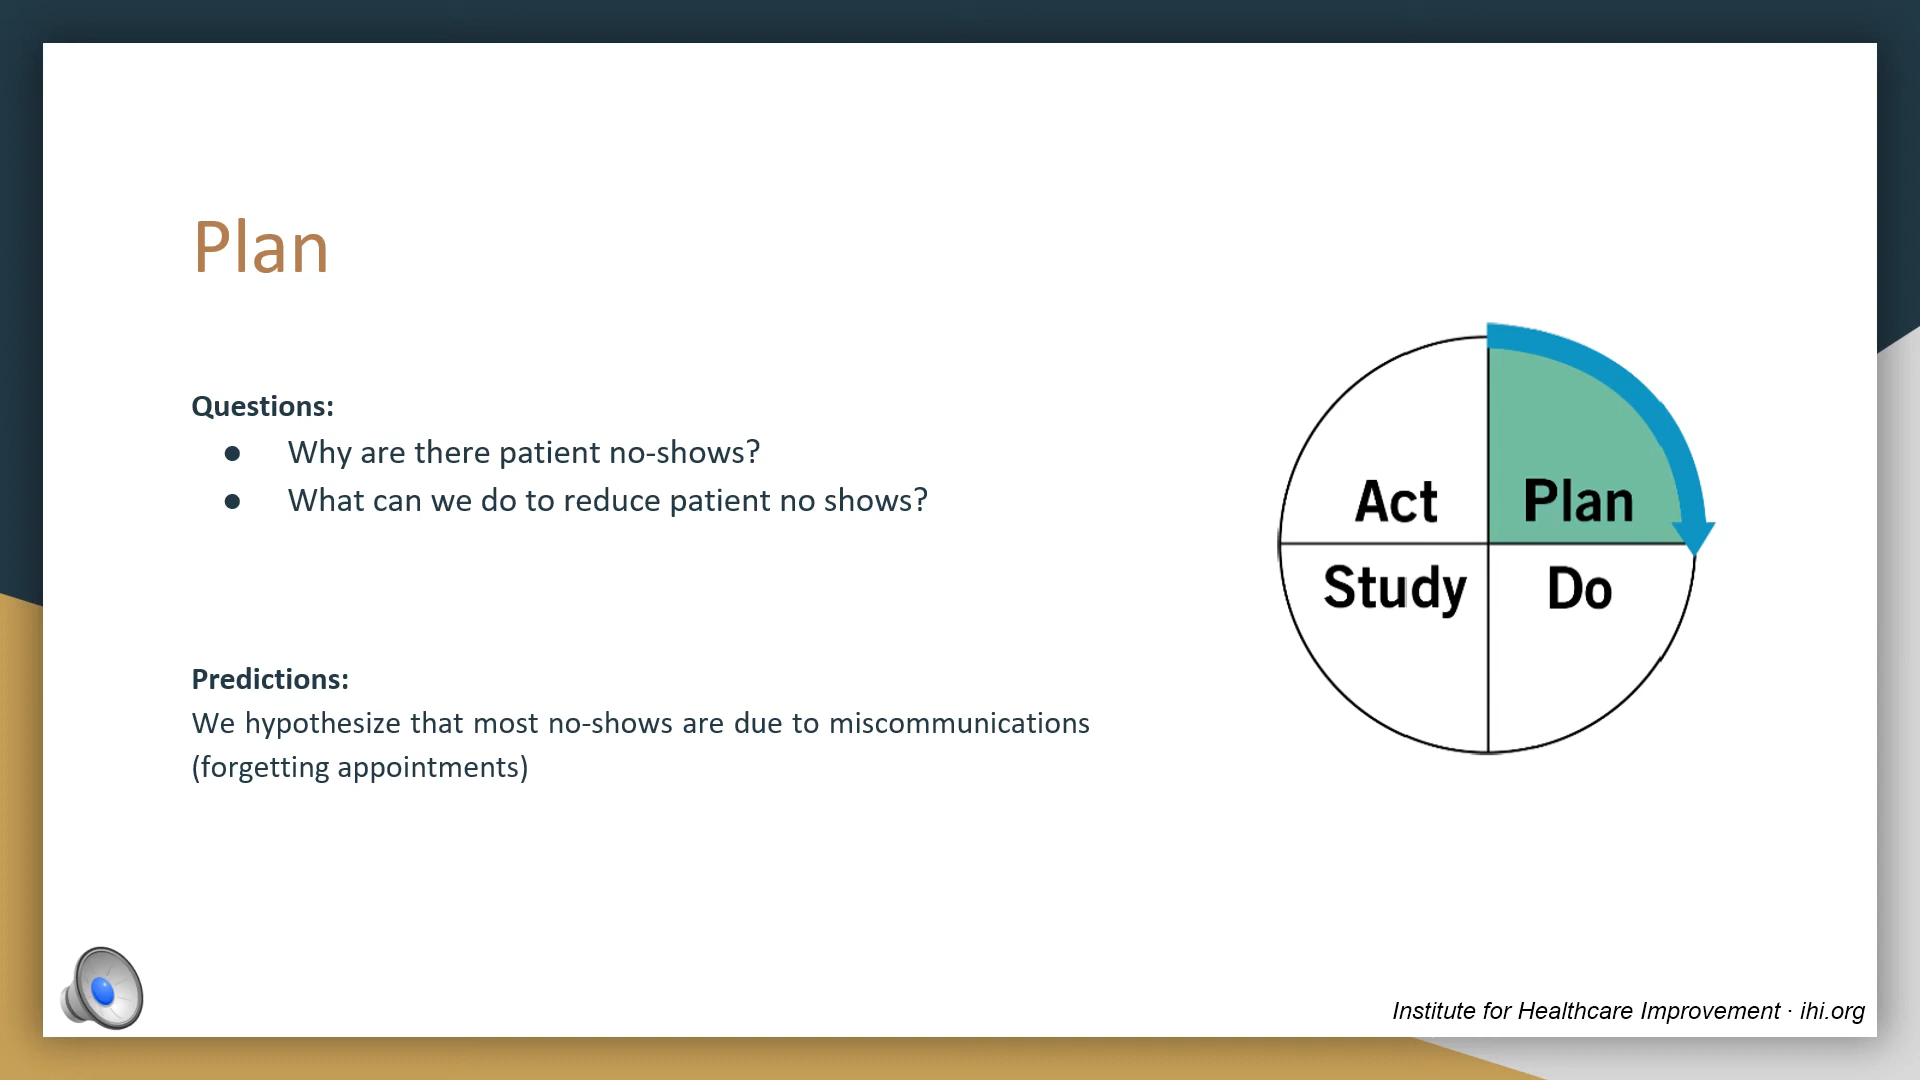 Plan
Questions:
● Why are there patient no-shows?
● What can we do to reduce patient no shows?
Predictions:
We hypothesize that most no-shows are due to miscommunications
(forgetting appointments)
Act Plan
Study Do
Institute for Healthcare Improvement · ihi.org